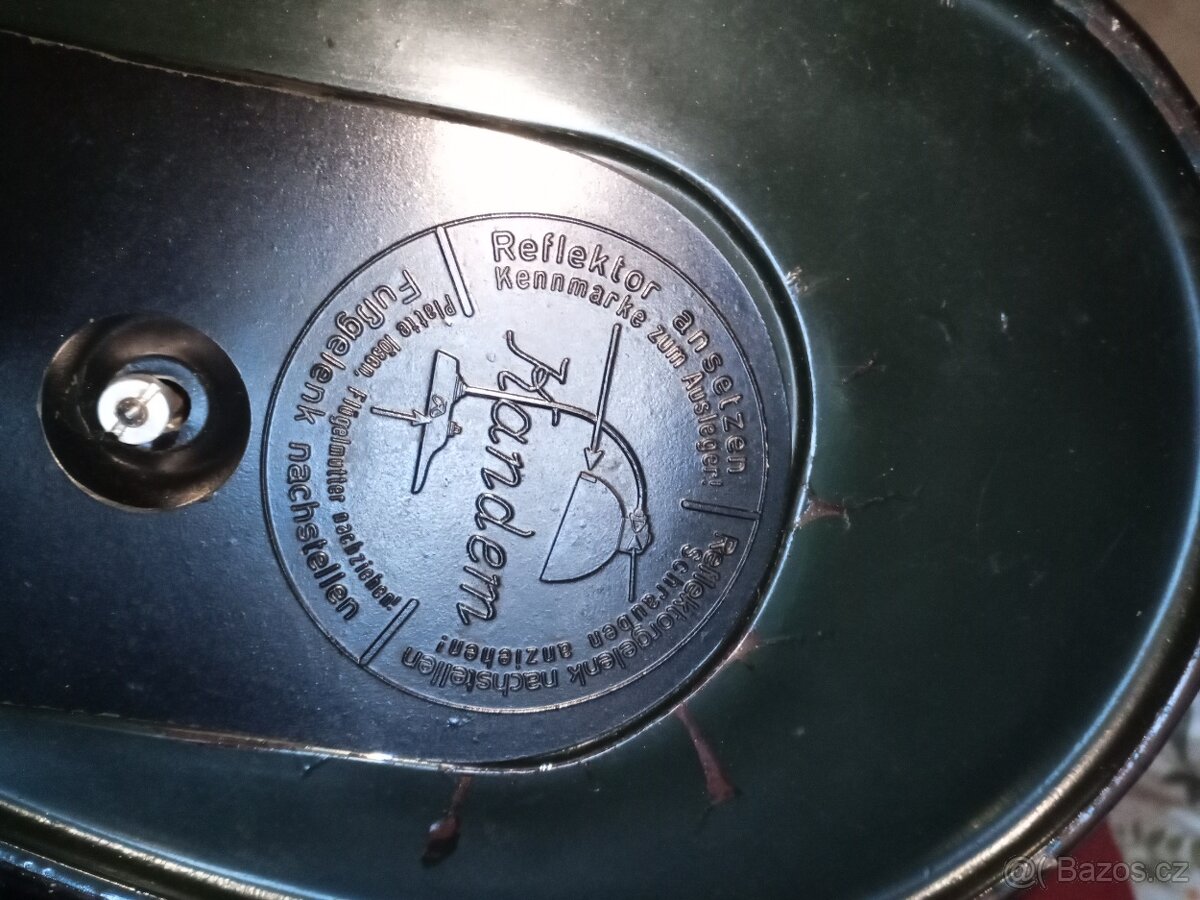 Reflektor ansetzen
Kennmarke zum Ausleger!
Reflektorgelenk nachstellen
Schrauben anziehen!
Fußgelenk nachstellen
Platte lösen, Flügelmutter nachziehen!
Kandem
Bazos.cz